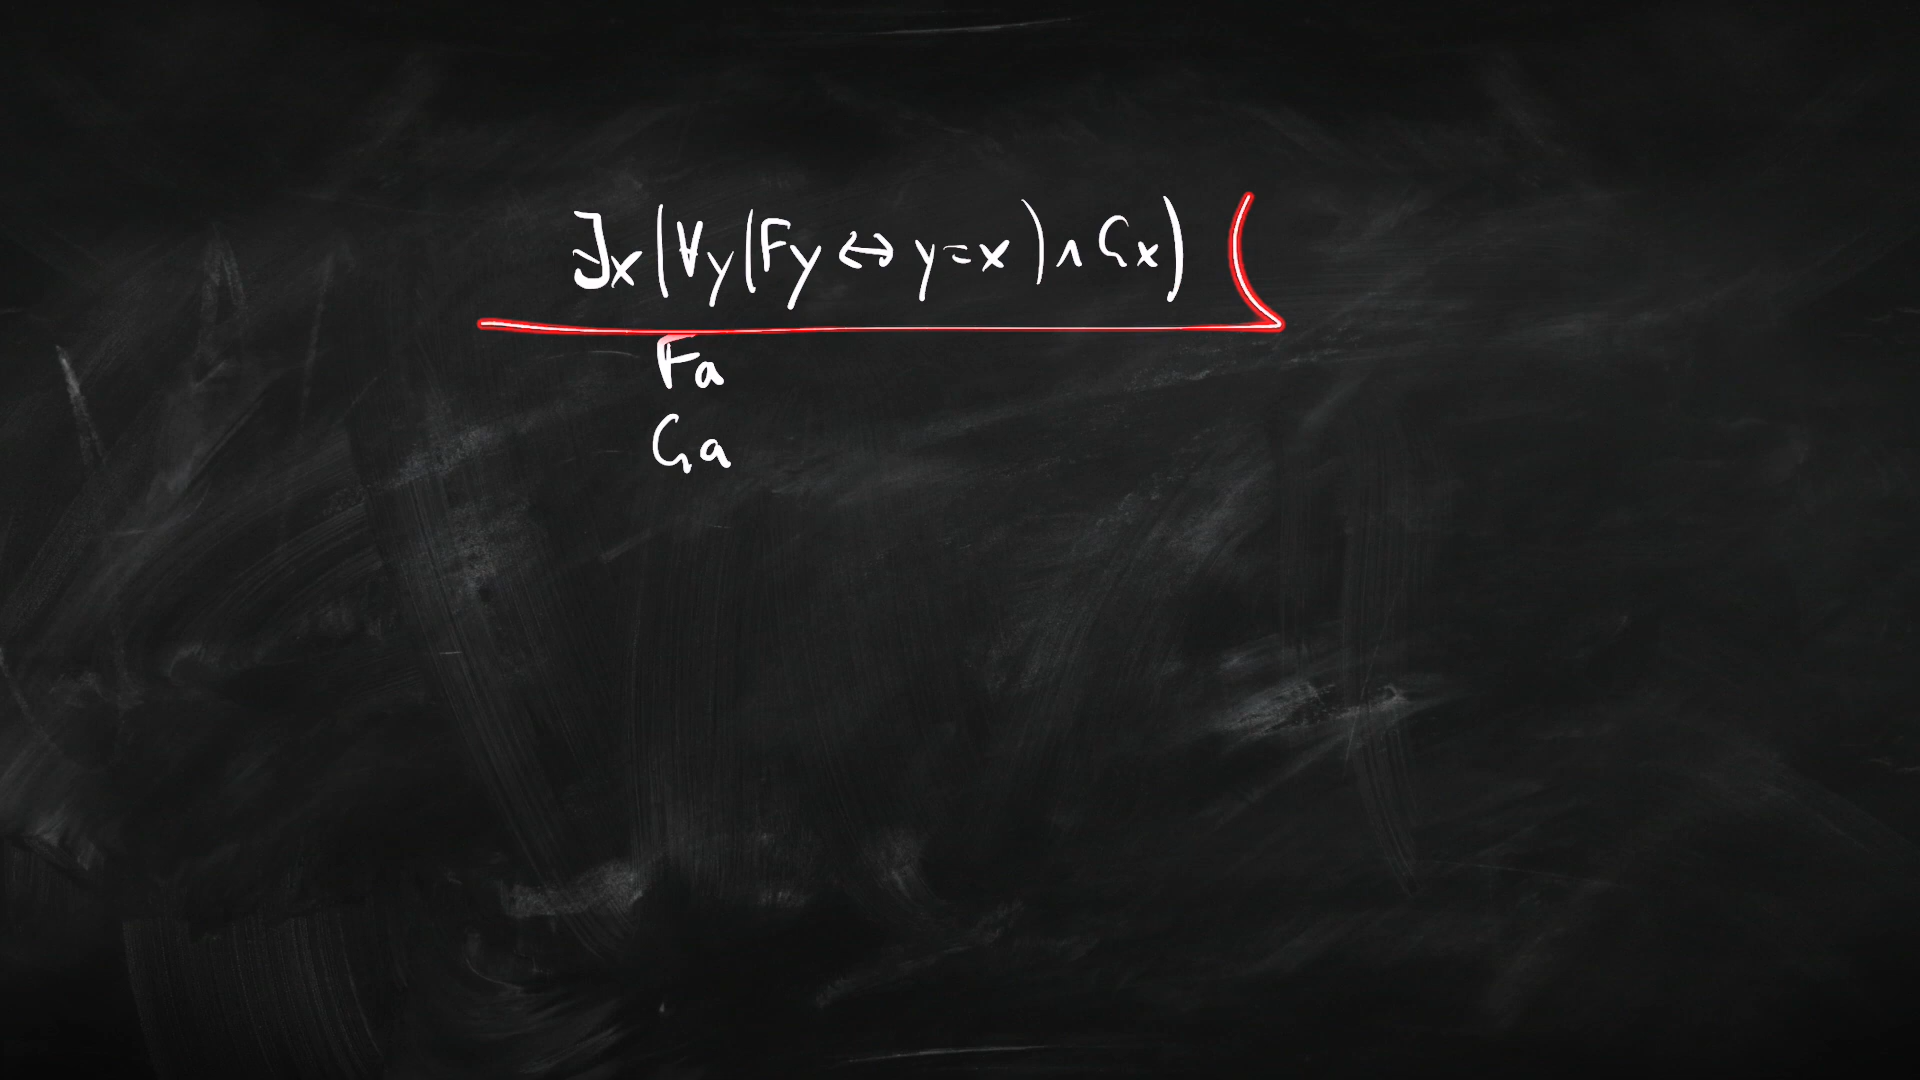 ∃x(∀y(Fy ↔ y=x) ∧ Gx)
Fa
Ga